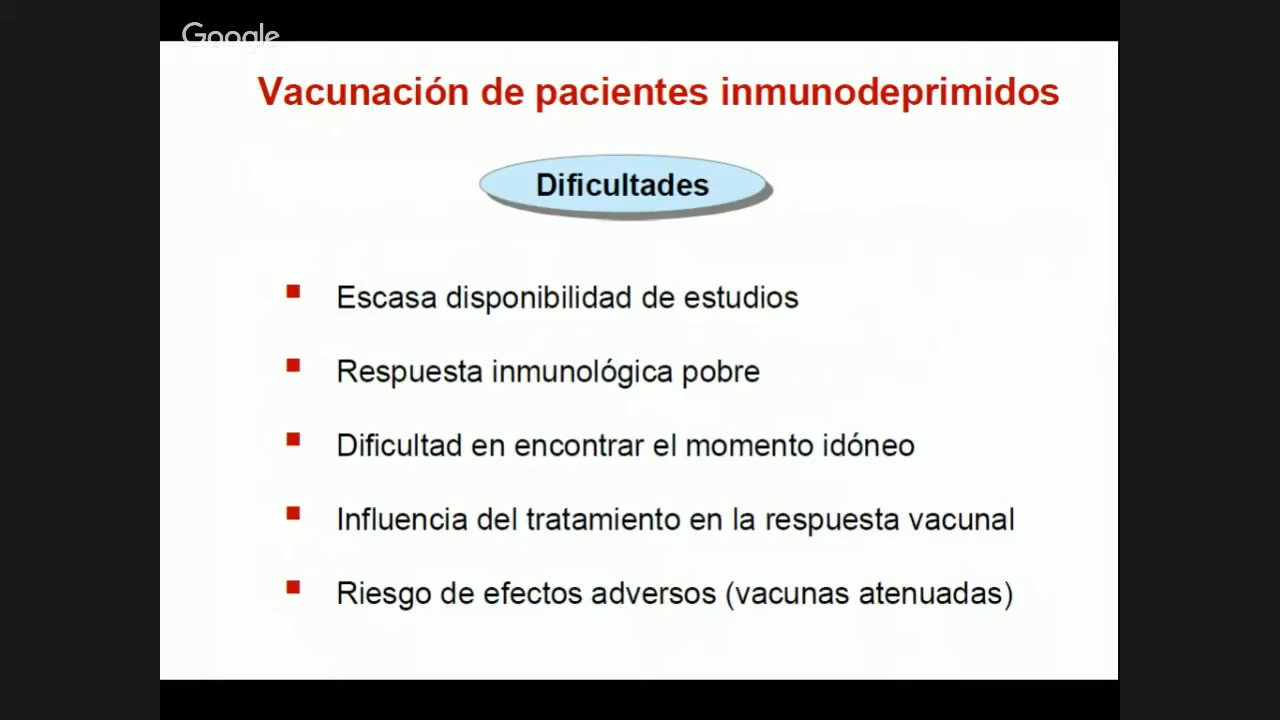 Google
Vacunación de pacientes inmunodeprimidos
Dificultades
Escasa disponibilidad de estudios
Respuesta inmunológica pobre
Dificultad en encontrar el momento idóneo
Influencia del tratamiento en la respuesta vacunal
Riesgo de efectos adversos (vacunas atenuadas)